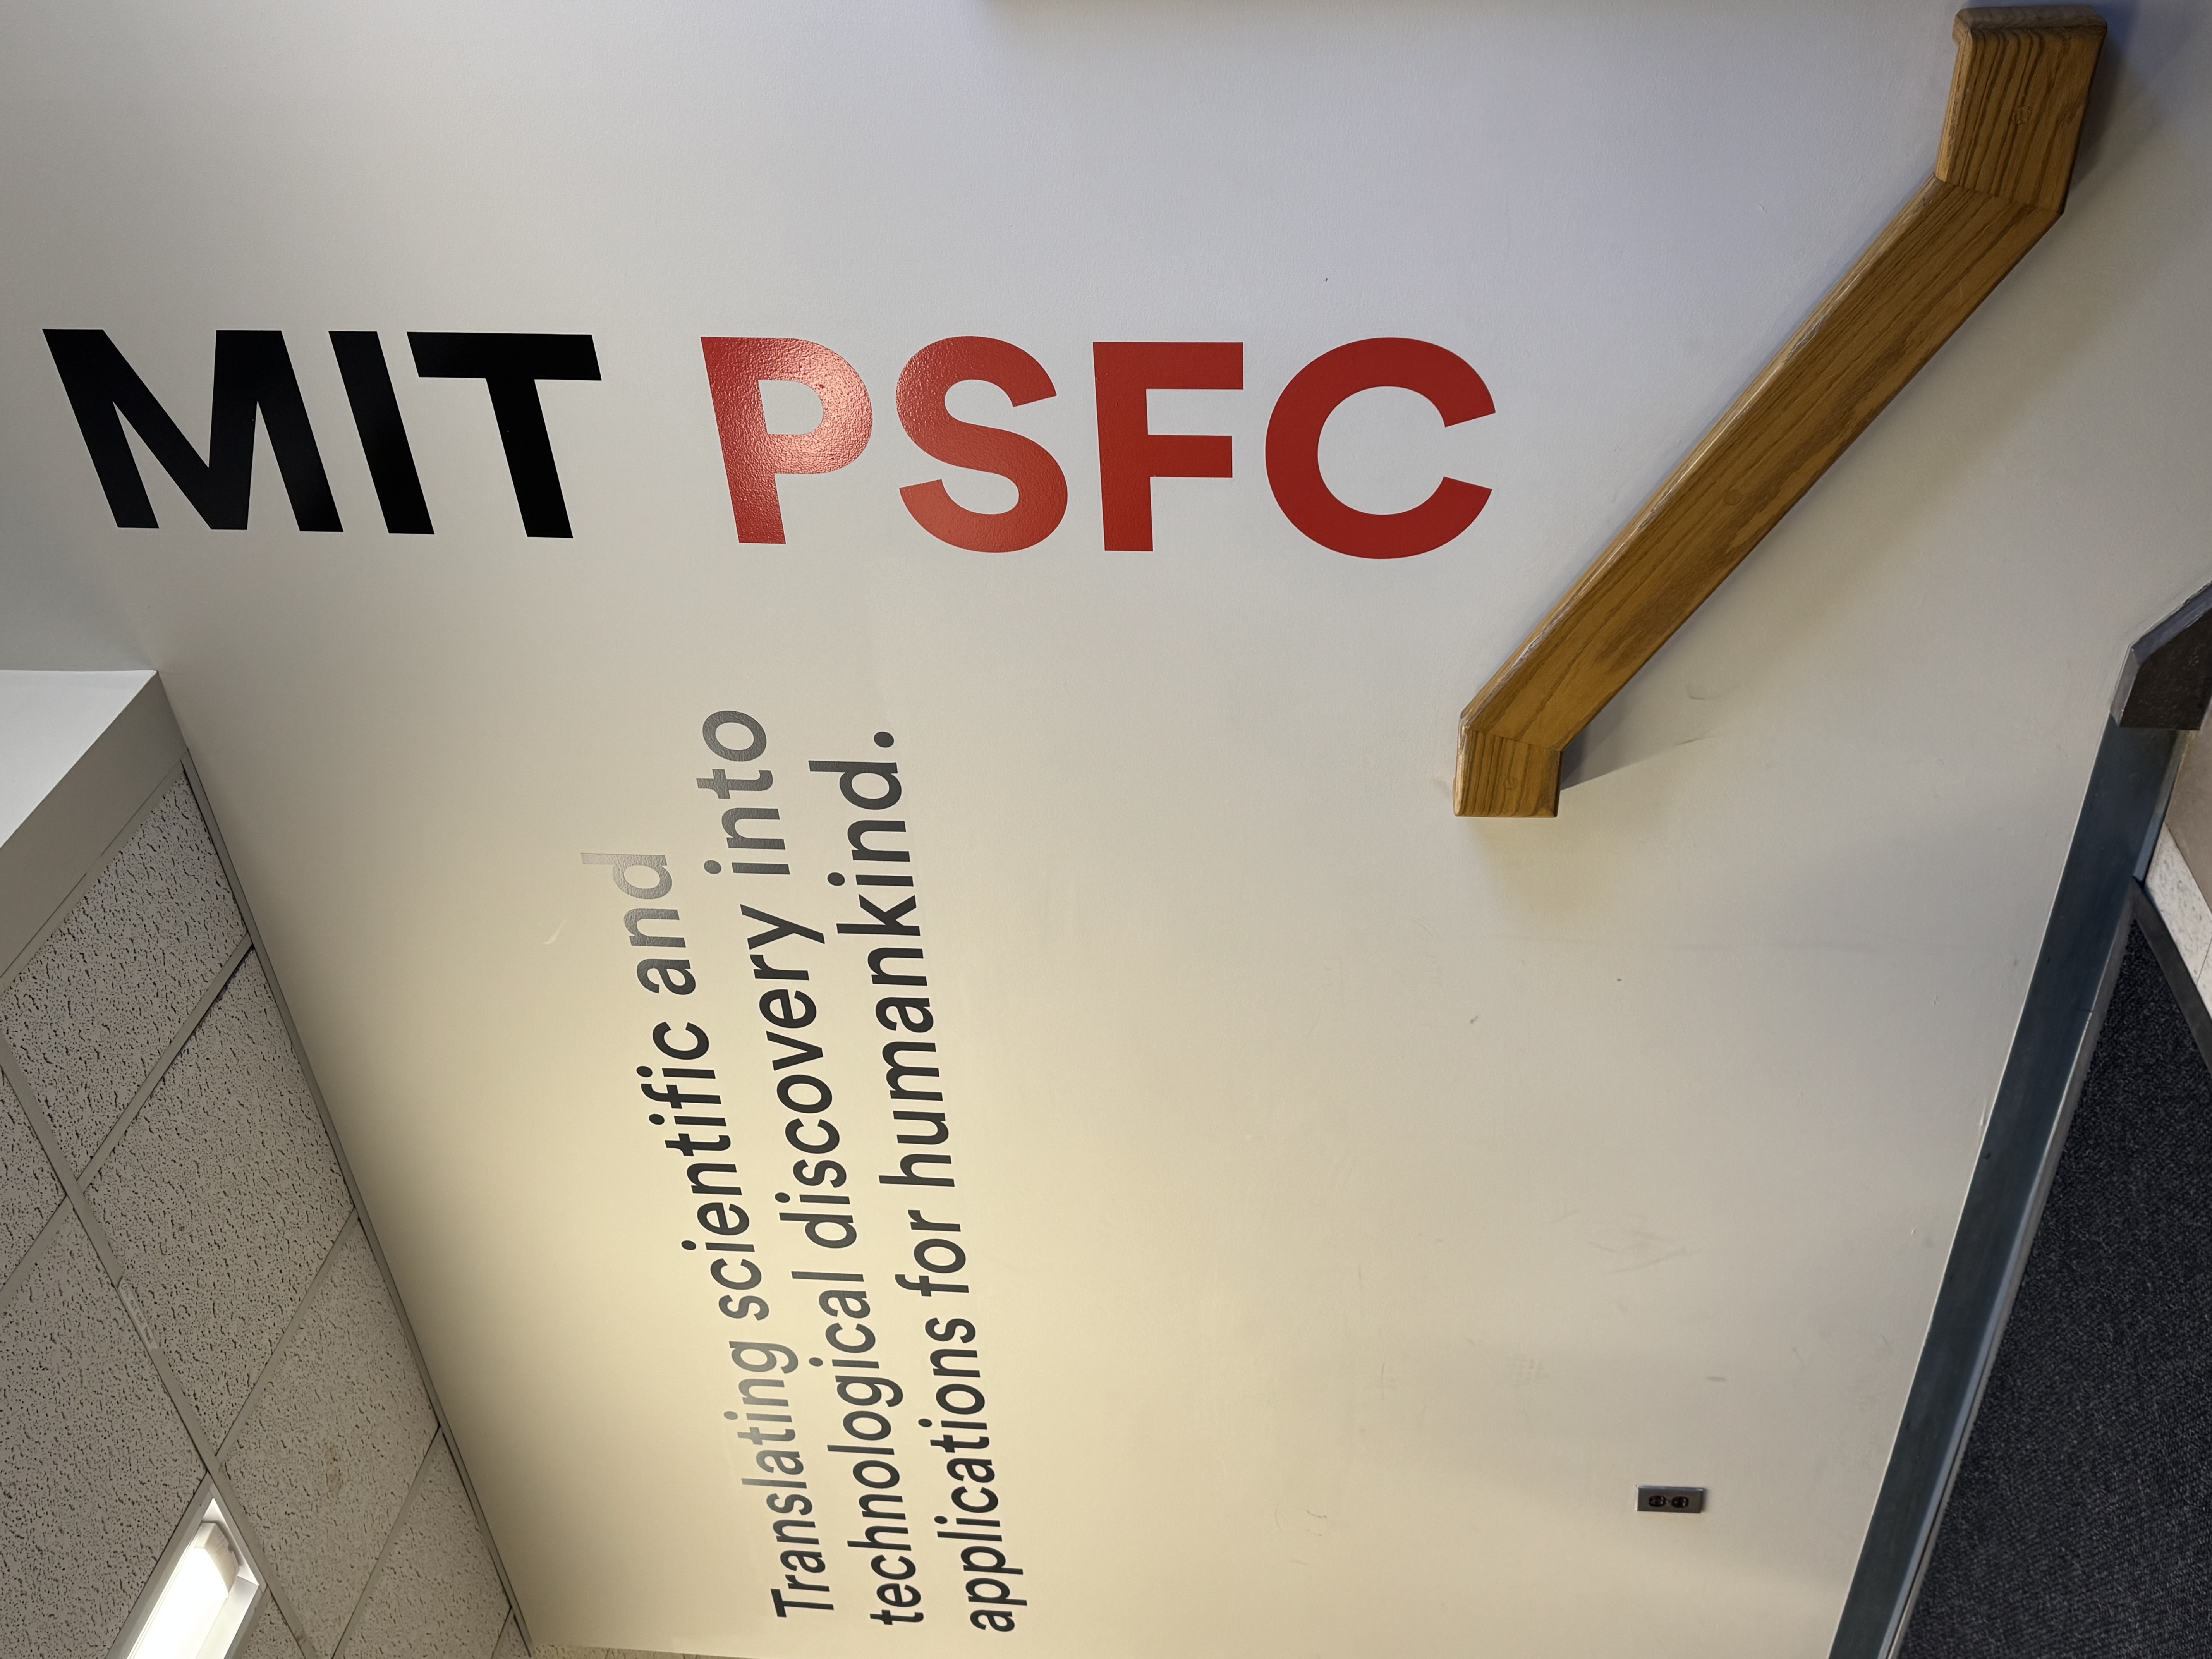 MIT PSFC
Translating scientific and
technological discovery into
applications for humankind.